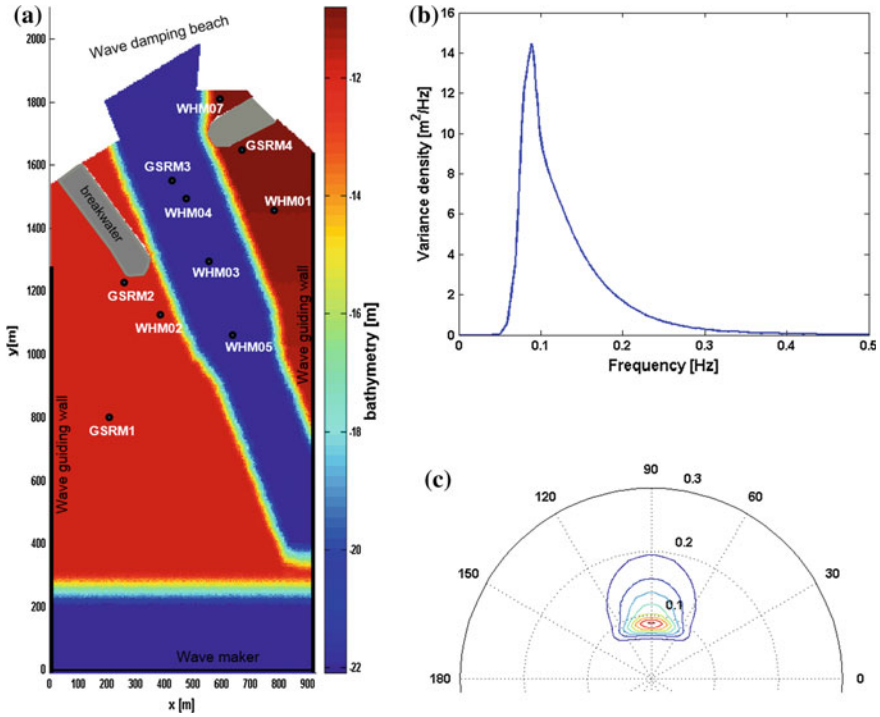 (a)
2000
1800
1600
1400
1200
1000
800
600
400
200
0
y[m]
0 100 200 300 400 500 600 700 800 900
x [m]
Wave damping beach
WHM07
GSRM4
GSRM3
WHM04
WHM01
breakwater
WHM03
GSRM2
WHM02
WHM05
Wave guiding wall
GSRM1
Wave guiding wall
Wave maker
-12
-14
-16
-18
-20
-22
bathymetry [m]
(b)
16
14
12
10
8
6
4
2
0
Variance density [m²/Hz]
0 0.1 0.2 0.3 0.4 0.5
Frequency [Hz]
(c)
90
0.3
120
60
0.2
150
30
0.1
180
0